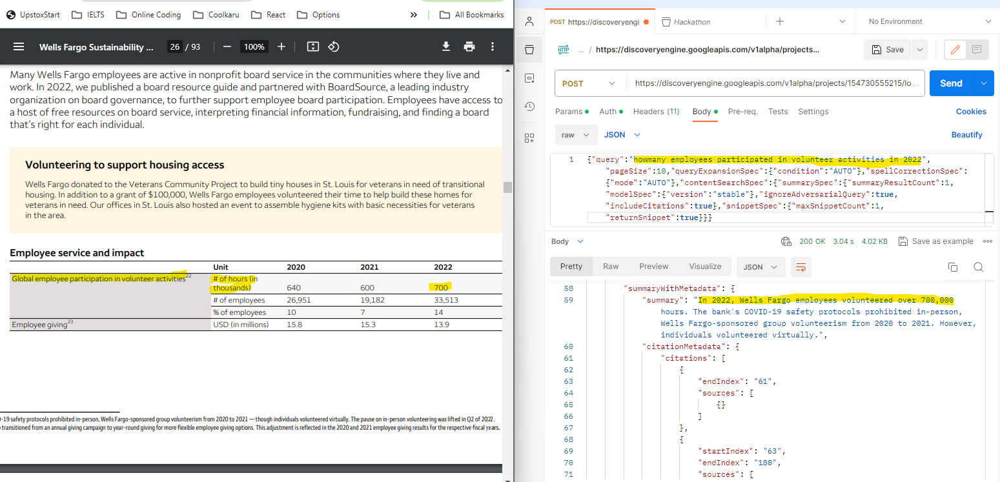 UpstoxStart IELTS Online Coding Coolkaru React Options » All Bookmarks
Wells Fargo Sustainability ... 26 / 93 — 100% +
Many Wells Fargo employees are active in nonprofit board service in the communities where they live and
work. In 2022, we published a board resource guide and partnered with BoardSource, a leading industry
organization on board governance, to further support employee board participation. Employees have access to
a host of free resources on board service, interpreting financial information, fundraising, and finding a board
that's right for each individual.
Volunteering to support housing access
Wells Fargo donated to the Veterans Community Project to build tiny houses in St. Louis for veterans in need of transitional
housing. In addition to a grant of $100,000, Wells Fargo employees volunteered their time to help build these homes for
veterans in need. Our offices in St. Louis also hosted an event to assemble hygiene kits with basic necessities for veterans
in the area.
Employee service and impact
Unit 2020 2021 2022
Global employee participation in volunteer activities22 # of hours (in
thousands) 640 600 700
# of employees 26,951 19,182 33,513
% of employees 10 7 14
Employee giving23 USD (in millions) 15.8 15.3 13.9
-19 safety protocols prohibited in-person, Wells Fargo-sponsored group volunteerism from 2020 to 2021 — though individuals volunteered virtually. The pause on in-person volunteering was lifted in Q2 of 2022.
transitioned from an annual giving campaign to year-round giving for more flexible employee giving options. This adjustment is reflected in the 2020 and 2021 employee giving results for the respective fiscal years.
POST https://discoveryengi Hackathon + No Environment
HTTP ... / https://discoveryengine.googleapis.com/v1alpha/projects... Save
POST https://discoveryengine.googleapis.com/v1alpha/projects/154730555215/lo ... Send
Params Auth Headers (11) Body Pre-req. Tests Settings Cookies
raw JSON Beautify
1 {"query":"howmany employees participated in volunteer activities in 2022",
"pageSize":10,"queryExpansionSpec":{"condition":"AUTO"},"spellCorrectionSpec":
{"mode":"AUTO"},"contentSearchSpec":{"summarySpec":{"summaryResultCount":1,
"modelSpec":{"version":"stable"},"ignoreAdversarialQuery":true,
"includeCitations":true},"snippetSpec":{"maxSnippetCount":1,
"returnSnippet":true}}}
Body 200 OK 3.04 s 4.02 KB Save as example
Pretty Raw Preview Visualize JSON
58 "summaryWithMetadata": {
59 "summary": "In 2022, Wells Fargo employees volunteered over 700,000
hours. The bank's COVID-19 safety protocols prohibited in-person,
Wells Fargo-sponsored group volunteerism from 2020 to 2021. However,
individuals volunteered virtually.",
60 "citationMetadata": {
61 "citations": [
62 {
63 "endIndex": "61",
64 "sources": [
65 {}
66 ]
67 },
68 {
69 "startIndex": "63",
70 "endIndex": "180",
71 "sources": [